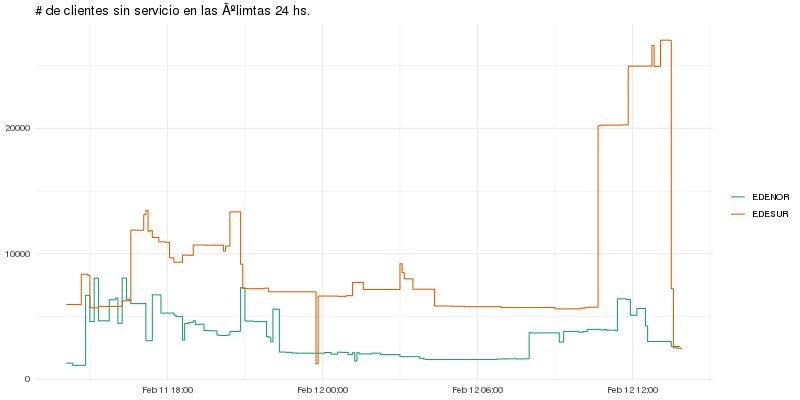 # de clientes sin servicio en las Ãºlimtas 24 hs.
20000
10000
0
Feb 11 18:00
Feb 12 00:00
Feb 12 06:00
Feb 12 12:00
EDENOR
EDESUR